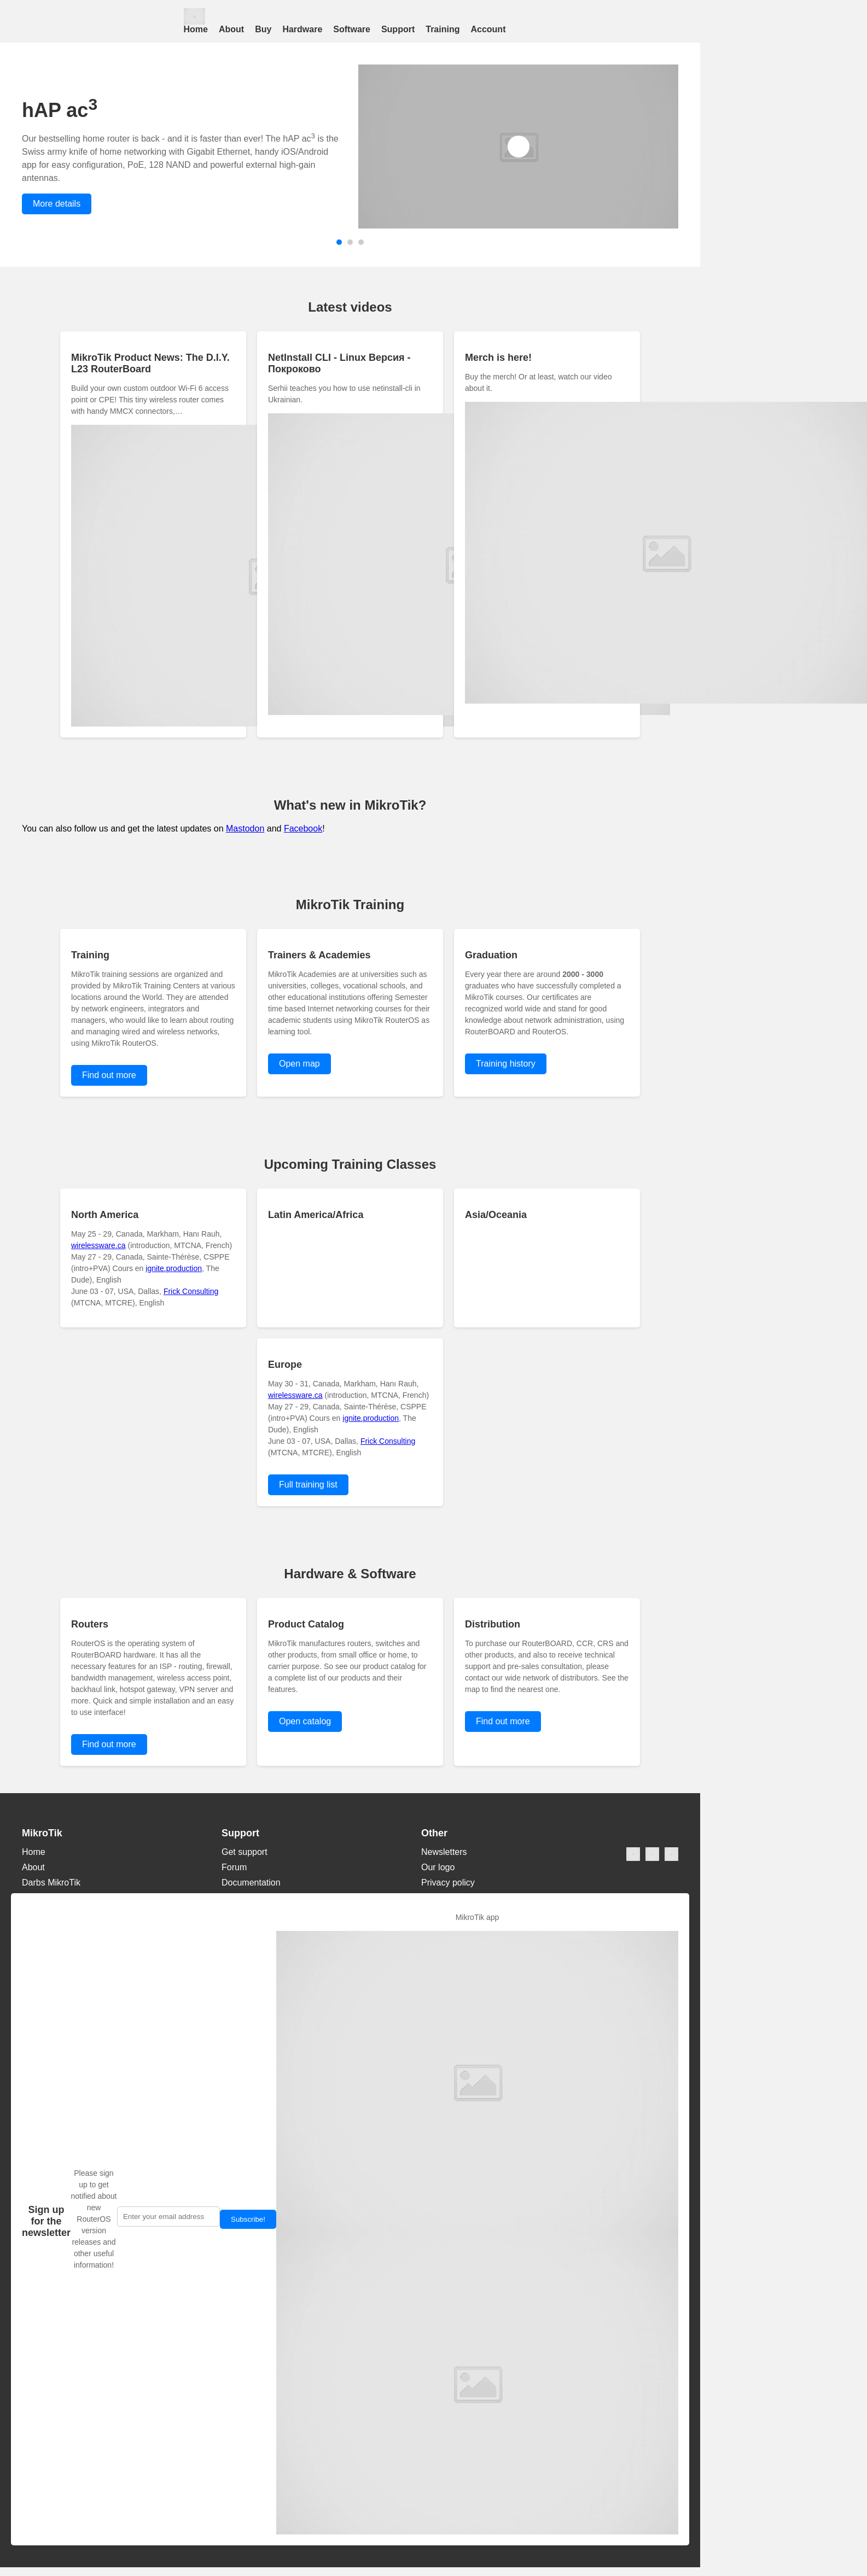 Home About Buy Hardware Software Support Training Account
hAP ac3
Our bestselling home router is back - and it is faster than ever! The hAP ac3 is the
Swiss army knife of home networking with Gigabit Ethernet, handy iOS/Android
app for easy configuration, PoE, 128 NAND and powerful external high-gain
antennas.
More details
Latest videos
MikroTik Product News: The D.I.Y.
L23 RouterBoard
Build your own custom outdoor Wi-Fi 6 access
point or CPE! This tiny wireless router comes
with handy MMCX connectors,...
NetInstall CLI - Linux Версия -
Покроково
Serhii teaches you how to use netinstall-cli in
Ukrainian.
Merch is here!
Buy the merch! Or at least, watch our video
about it.
What's new in MikroTik?
You can also follow us and get the latest updates on Mastodon and Facebook!
MikroTik Training
Training
MikroTik training sessions are organized and
provided by MikroTik Training Centers at various
locations around the World. They are attended
by network engineers, integrators and
managers, who would like to learn about routing
and managing wired and wireless networks,
using MikroTik RouterOS.
Find out more
Trainers & Academies
MikroTik Academies are at universities such as
universities, colleges, vocational schools, and
other educational institutions offering Semester
time based Internet networking courses for their
academic students using MikroTik RouterOS as
learning tool.
Open map
Graduation
Every year there are around 2000 - 3000
graduates who have successfully completed a
MikroTik courses. Our certificates are
recognized world wide and stand for good
knowledge about network administration, using
RouterBOARD and RouterOS.
Training history
Upcoming Training Classes
North America
May 25 - 29, Canada, Markham, Hanı Rauh,
wirelessware.ca (introduction, MTCNA, French)
May 27 - 29, Canada, Sainte-Thérèse, CSPPE
(intro+PVA) Cours en ignite.production, The
Dude), English
June 03 - 07, USA, Dallas, Frick Consulting
(MTCNA, MTCRE), English
Latin America/Africa
Asia/Oceania
Europe
May 30 - 31, Canada, Markham, Hanı Rauh,
wirelessware.ca (introduction, MTCNA, French)
May 27 - 29, Canada, Sainte-Thérèse, CSPPE
(intro+PVA) Cours en ignite.production, The
Dude), English
June 03 - 07, USA, Dallas, Frick Consulting
(MTCNA, MTCRE), English
Full training list
Hardware & Software
Routers
RouterOS is the operating system of
RouterBOARD hardware. It has all the
necessary features for an ISP - routing, firewall,
bandwidth management, wireless access point,
backhaul link, hotspot gateway, VPN server and
more. Quick and simple installation and an easy
to use interface!
Find out more
Product Catalog
MikroTik manufactures routers, switches and
other products, from small office or home, to
carrier purpose. So see our product catalog for
a complete list of our products and their
features.
Open catalog
Distribution
To purchase our RouterBOARD, CCR, CRS and
other products, and also to receive technical
support and pre-sales consultation, please
contact our wide network of distributors. See the
map to find the nearest one.
Find out more
MikroTik
Home
About
Darbs MikroTik
Support
Get support
Forum
Documentation
Other
Newsletters
Our logo
Privacy policy
Sign up
for the
newsletter
Please sign
up to get
notified about
new
RouterOS
version
releases and
other useful
information!
Enter your email address
Subscribe!
MikroTik app